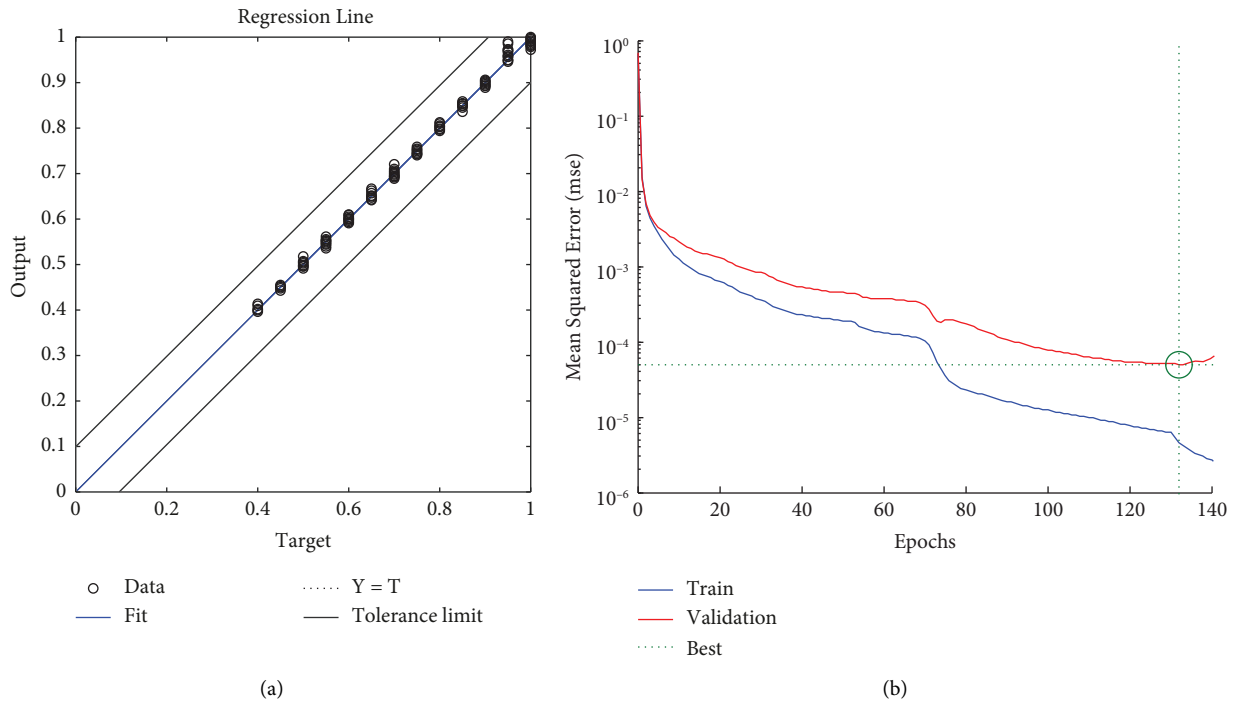 Regression Line
1
0.9
0.8
0.7
0.6
0.5
0.4
0.3
0.2
0.1
0
Output
0 0.2 0.4 0.6 0.8 1
Target
Data
Fit
Y = T
Tolerance limit
(a)
10^0
10^-1
10^-2
10^-3
10^-4
10^-5
10^-6
Mean Squared Error (mse)
0 20 40 60 80 100 120 140
Epochs
Train
Validation
Best
(b)